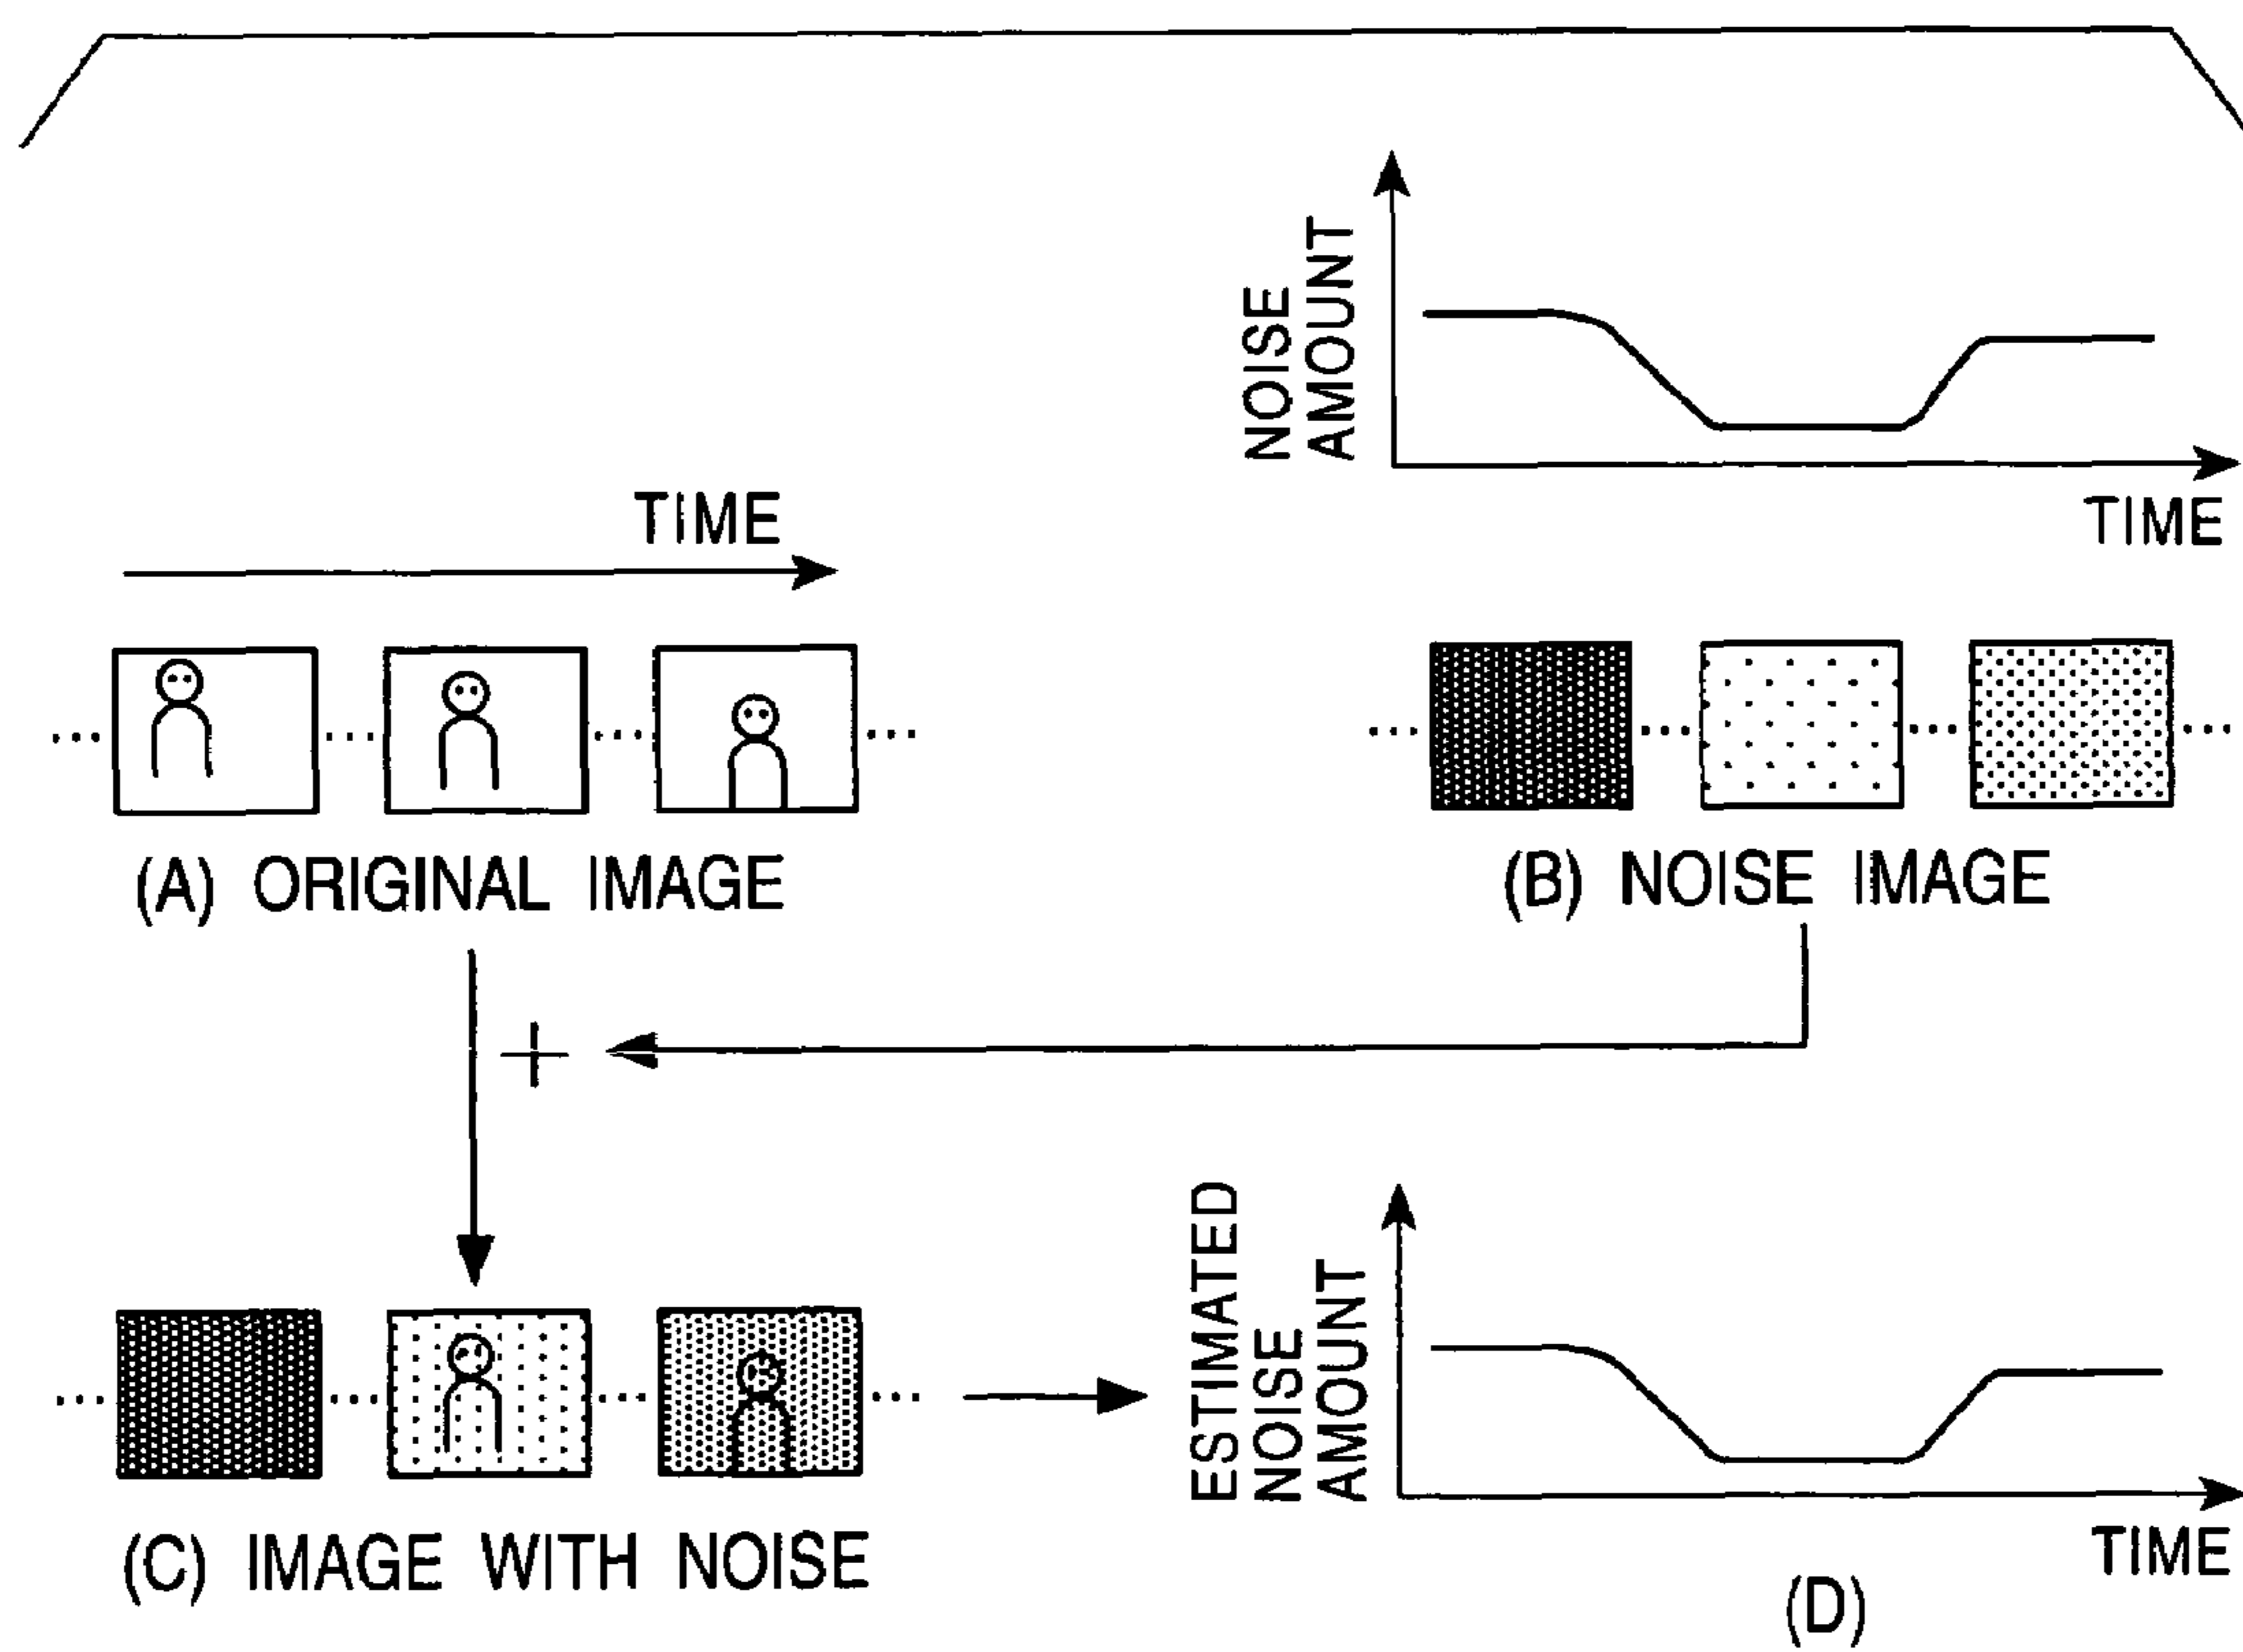 NOISE
AMOUNT
TIME
TIME
(A) ORIGINAL IMAGE
(B) NOISE IMAGE
+
ESTIMATED
NOISE
AMOUNT
TIME
(C) IMAGE WITH NOISE
(D)